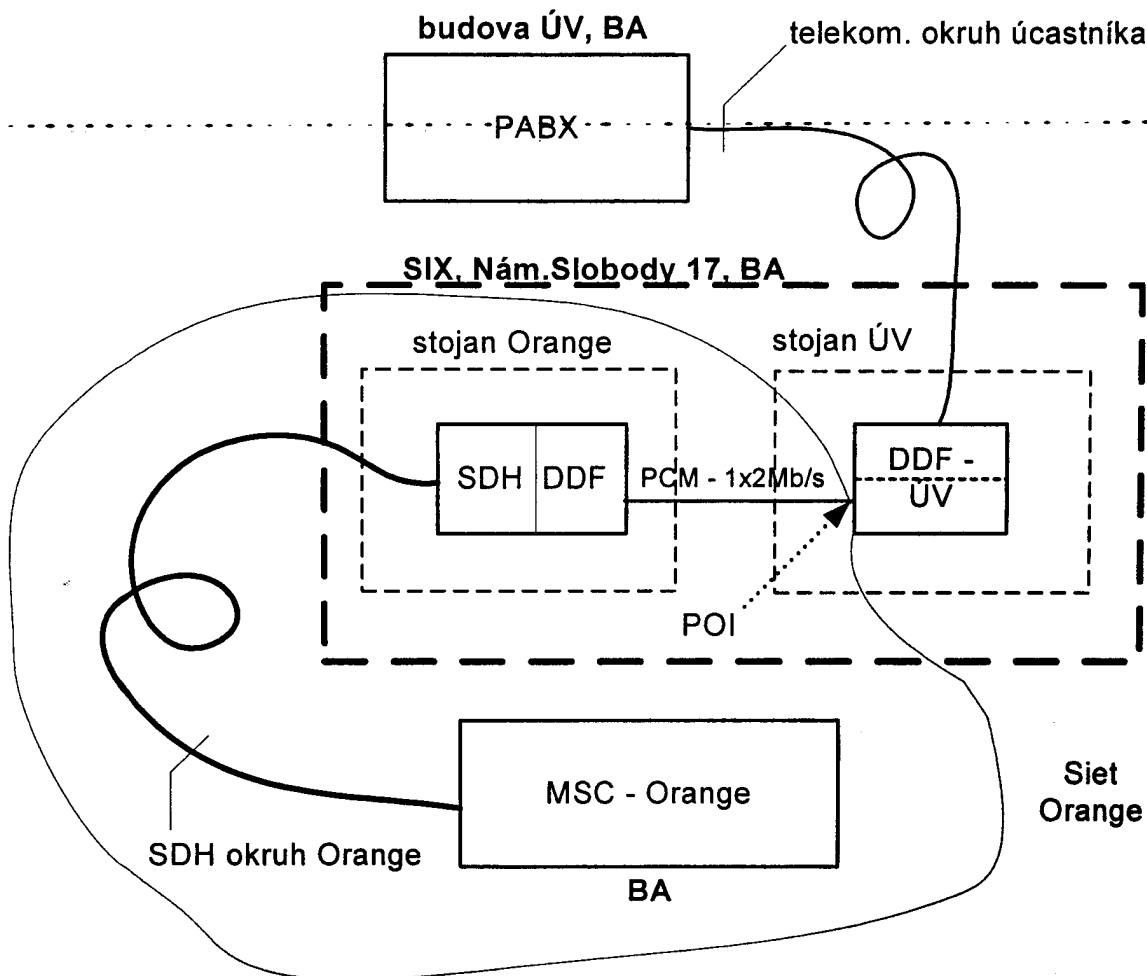 budova ÚV, BA
telekom. okruh úcastníka
PABX
SIX, Nám.Slobody 17, BA
stojan Orange
stojan ÚV
SDH DDF
PCM - 1x2Mb/s
DDF -
ÚV
POI
MSC - Orange
Siet
Orange
SDH okruh Orange
BA